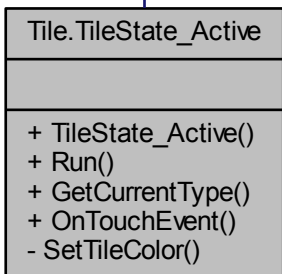 Tile.TileState_Active
+ TileState_Active()
+ Run()
+ GetCurrentType()
+ OnTouchEvent()
- SetTileColor()